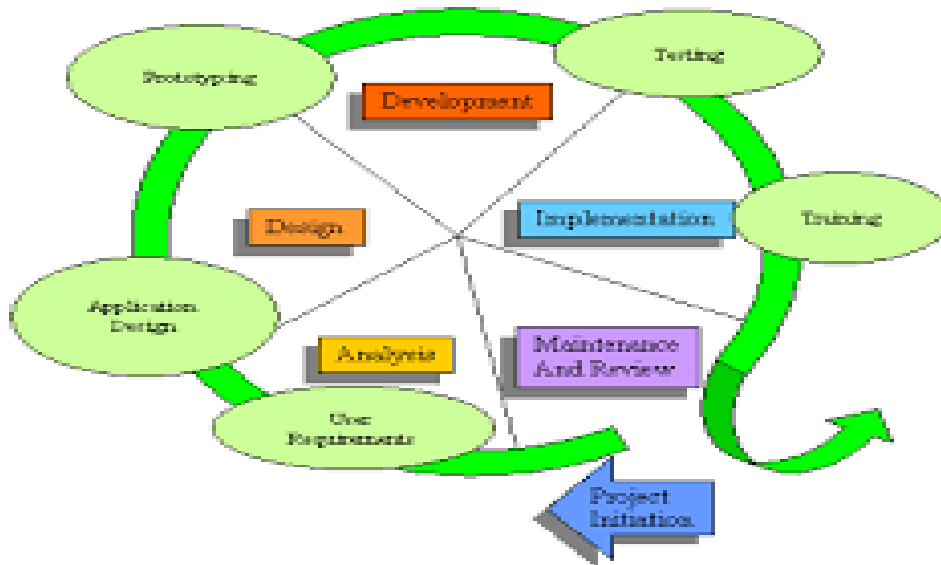 Prototyping
Testing
Development
Design
Implementation
Training
Application
Design
Analysis
Maintenance
And Review
User
Requirements
Project
Initiation